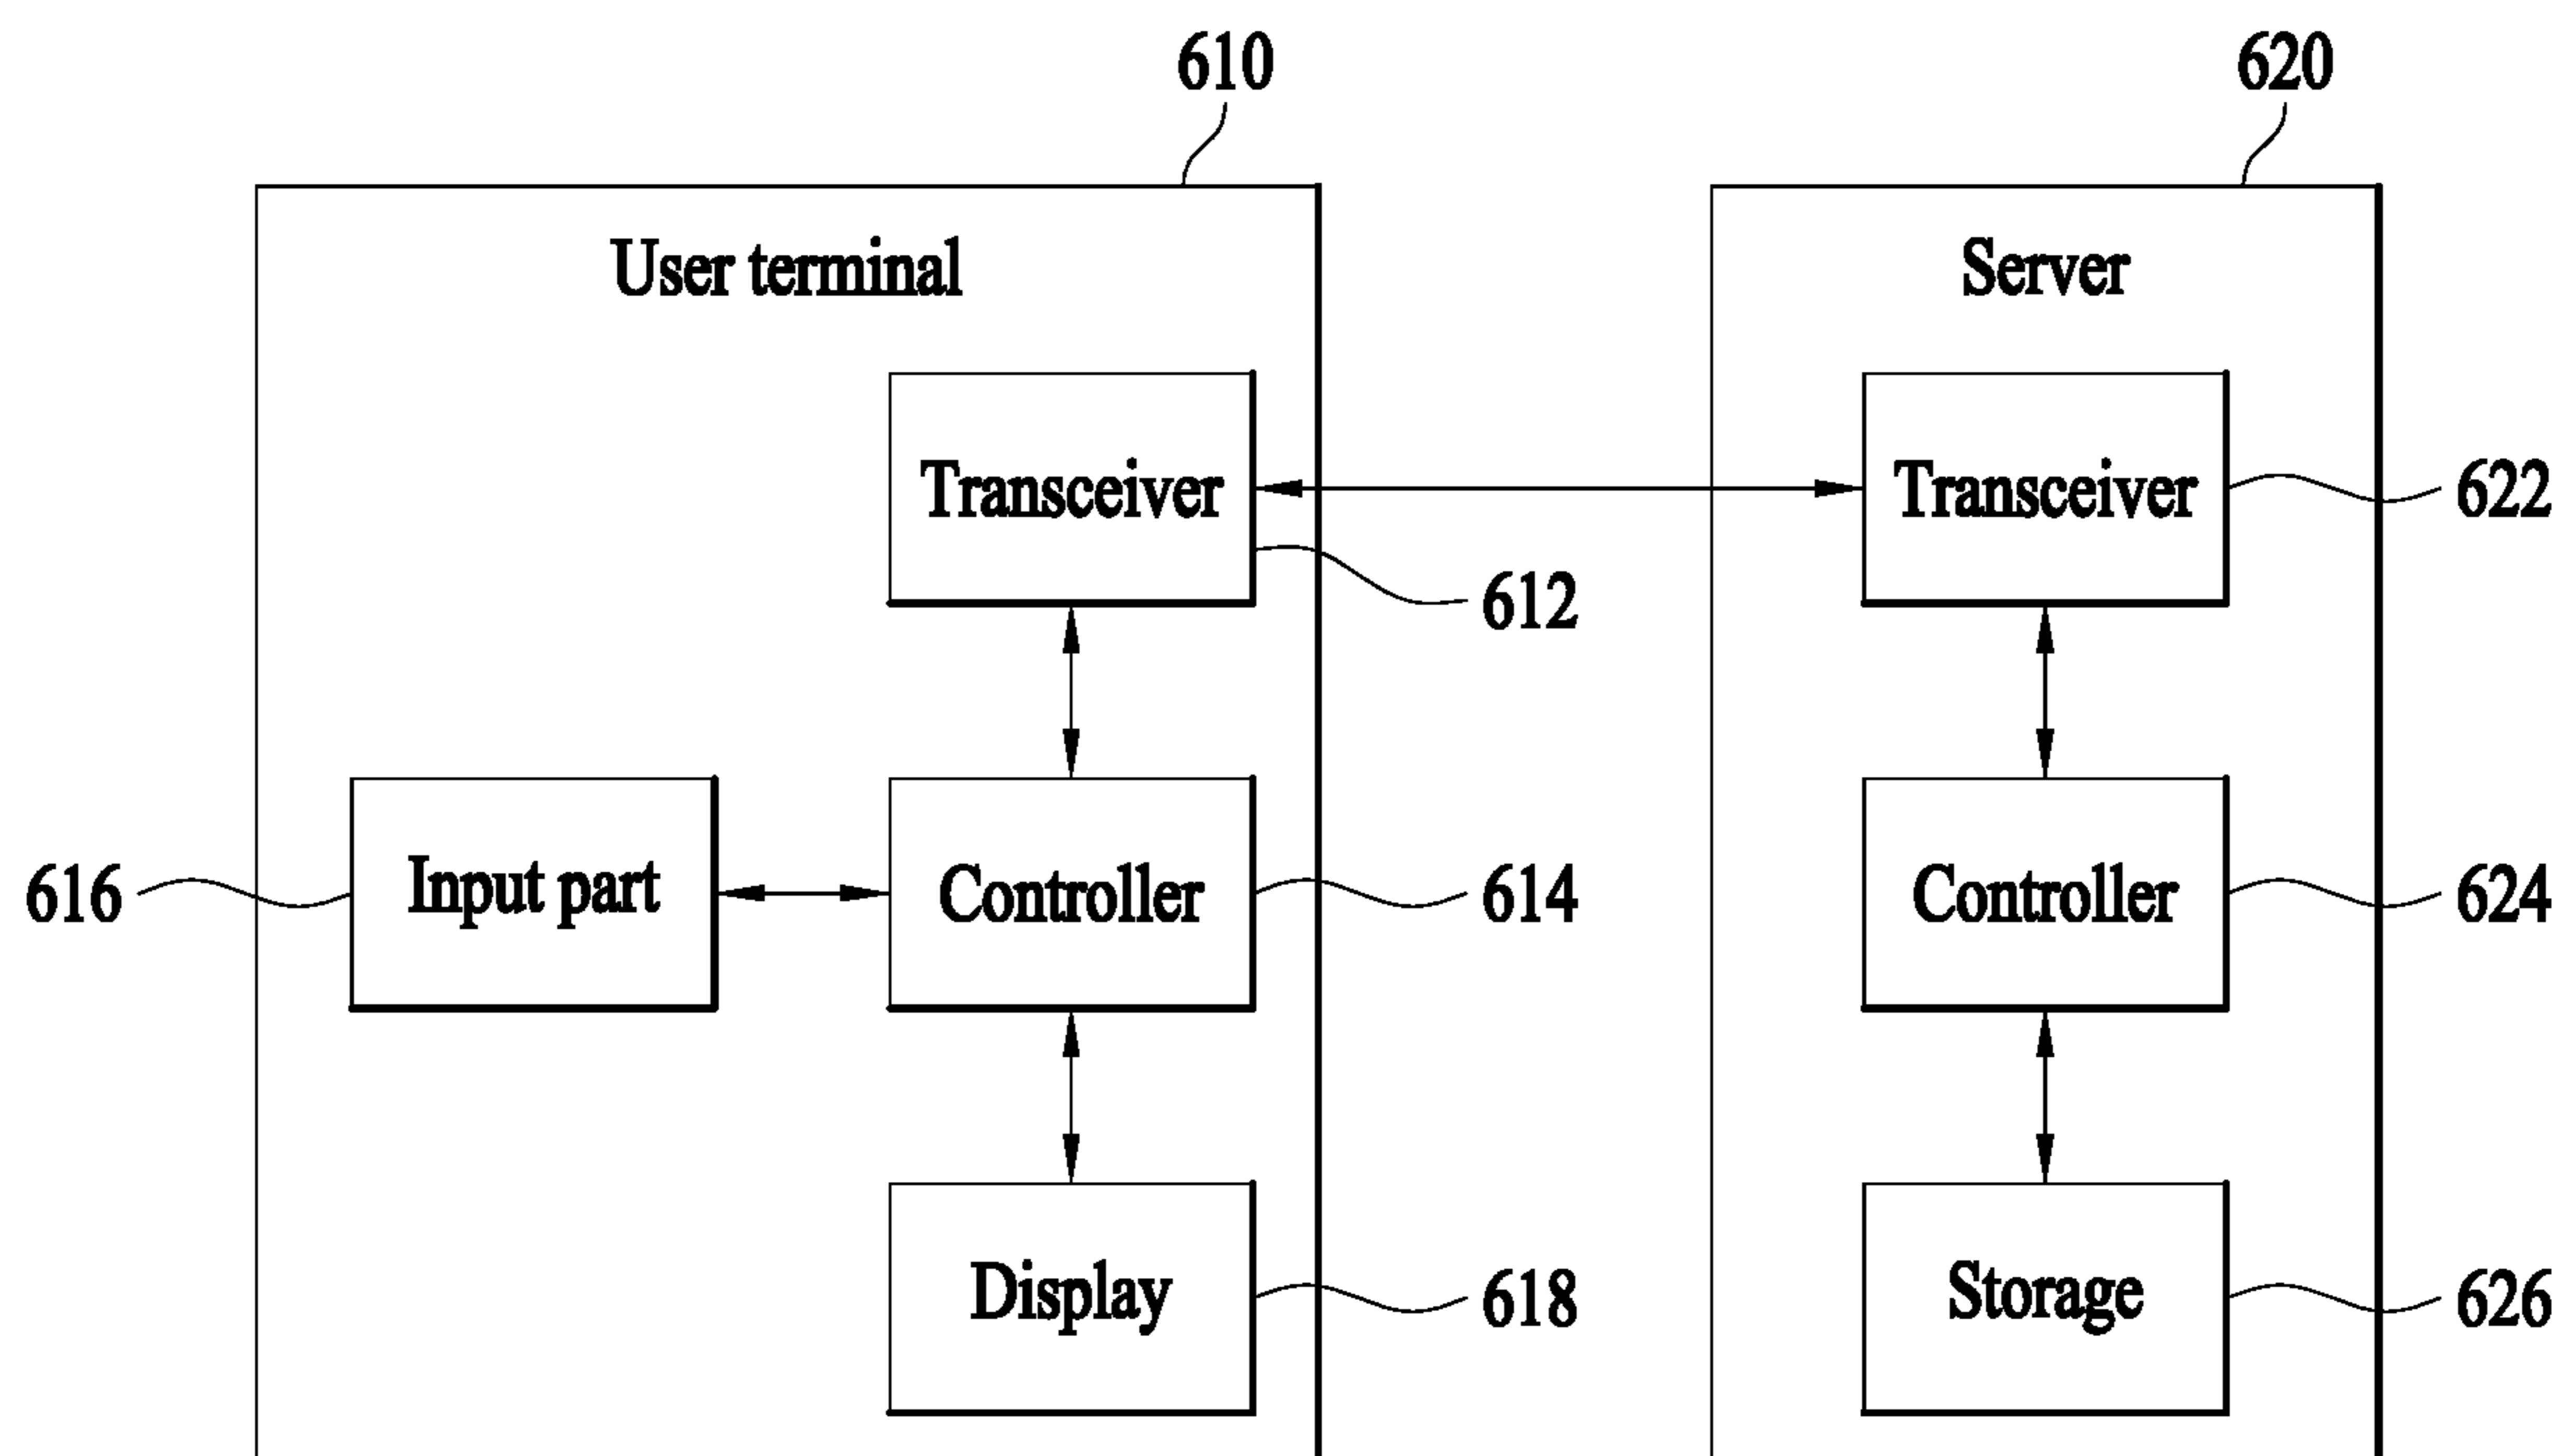 610
620
User terminal
Server
Transceiver
Transceiver
622
612
616
Input part
Controller
614
Controller
624
Display
618
Storage
626